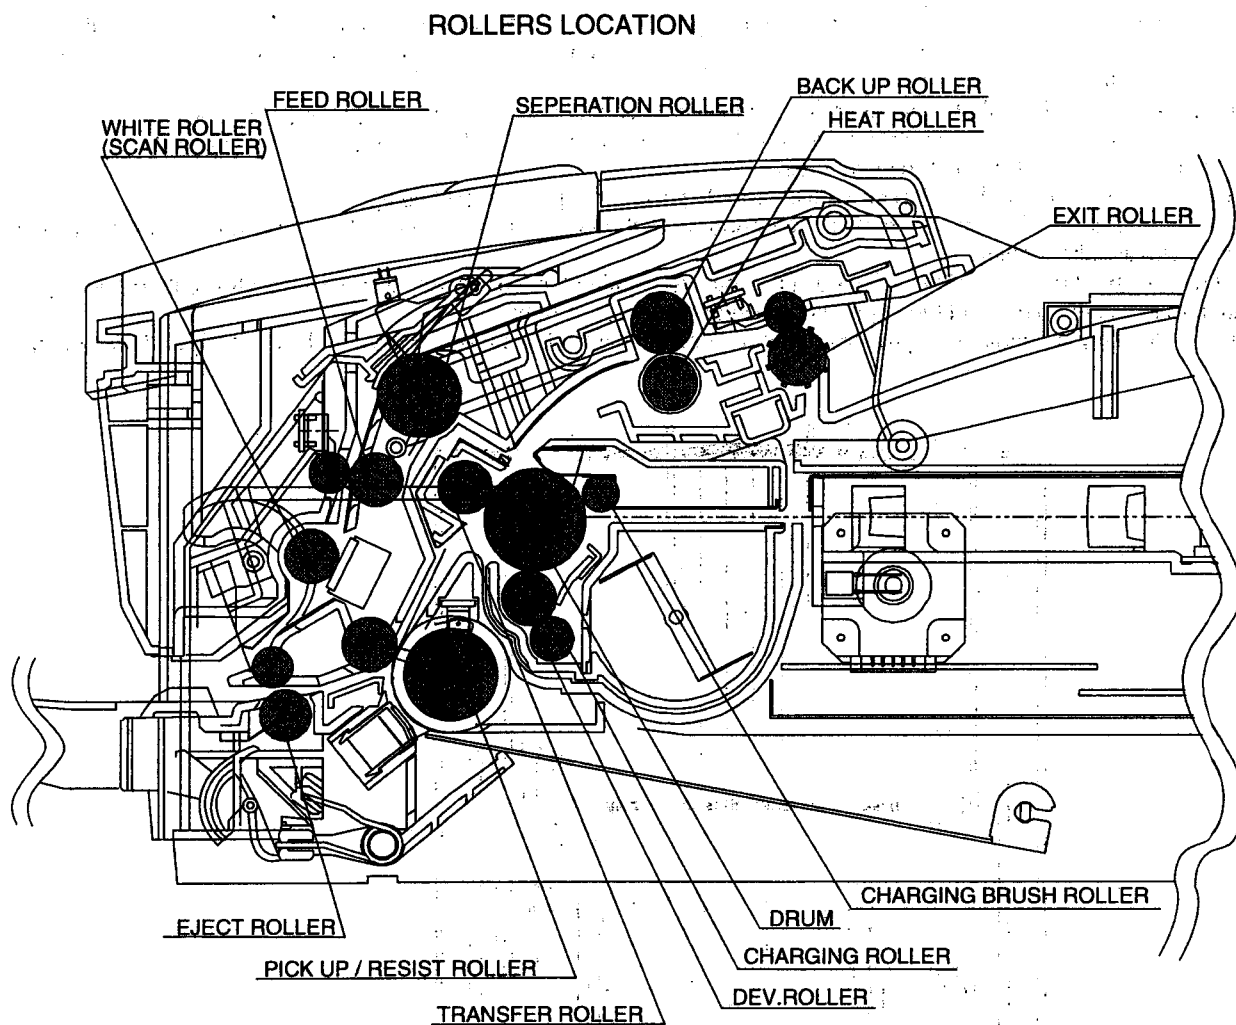 ROLLERS LOCATION
FEED ROLLER
SEPERATION ROLLER
BACK UP ROLLER
WHITE ROLLER
(SCAN ROLLER)
HEAT ROLLER
EXIT ROLLER
CHARGING BRUSH ROLLER
EJECT ROLLER
DRUM
PICK UP / RESIST ROLLER
CHARGING ROLLER
DEV.ROLLER
TRANSFER ROLLER